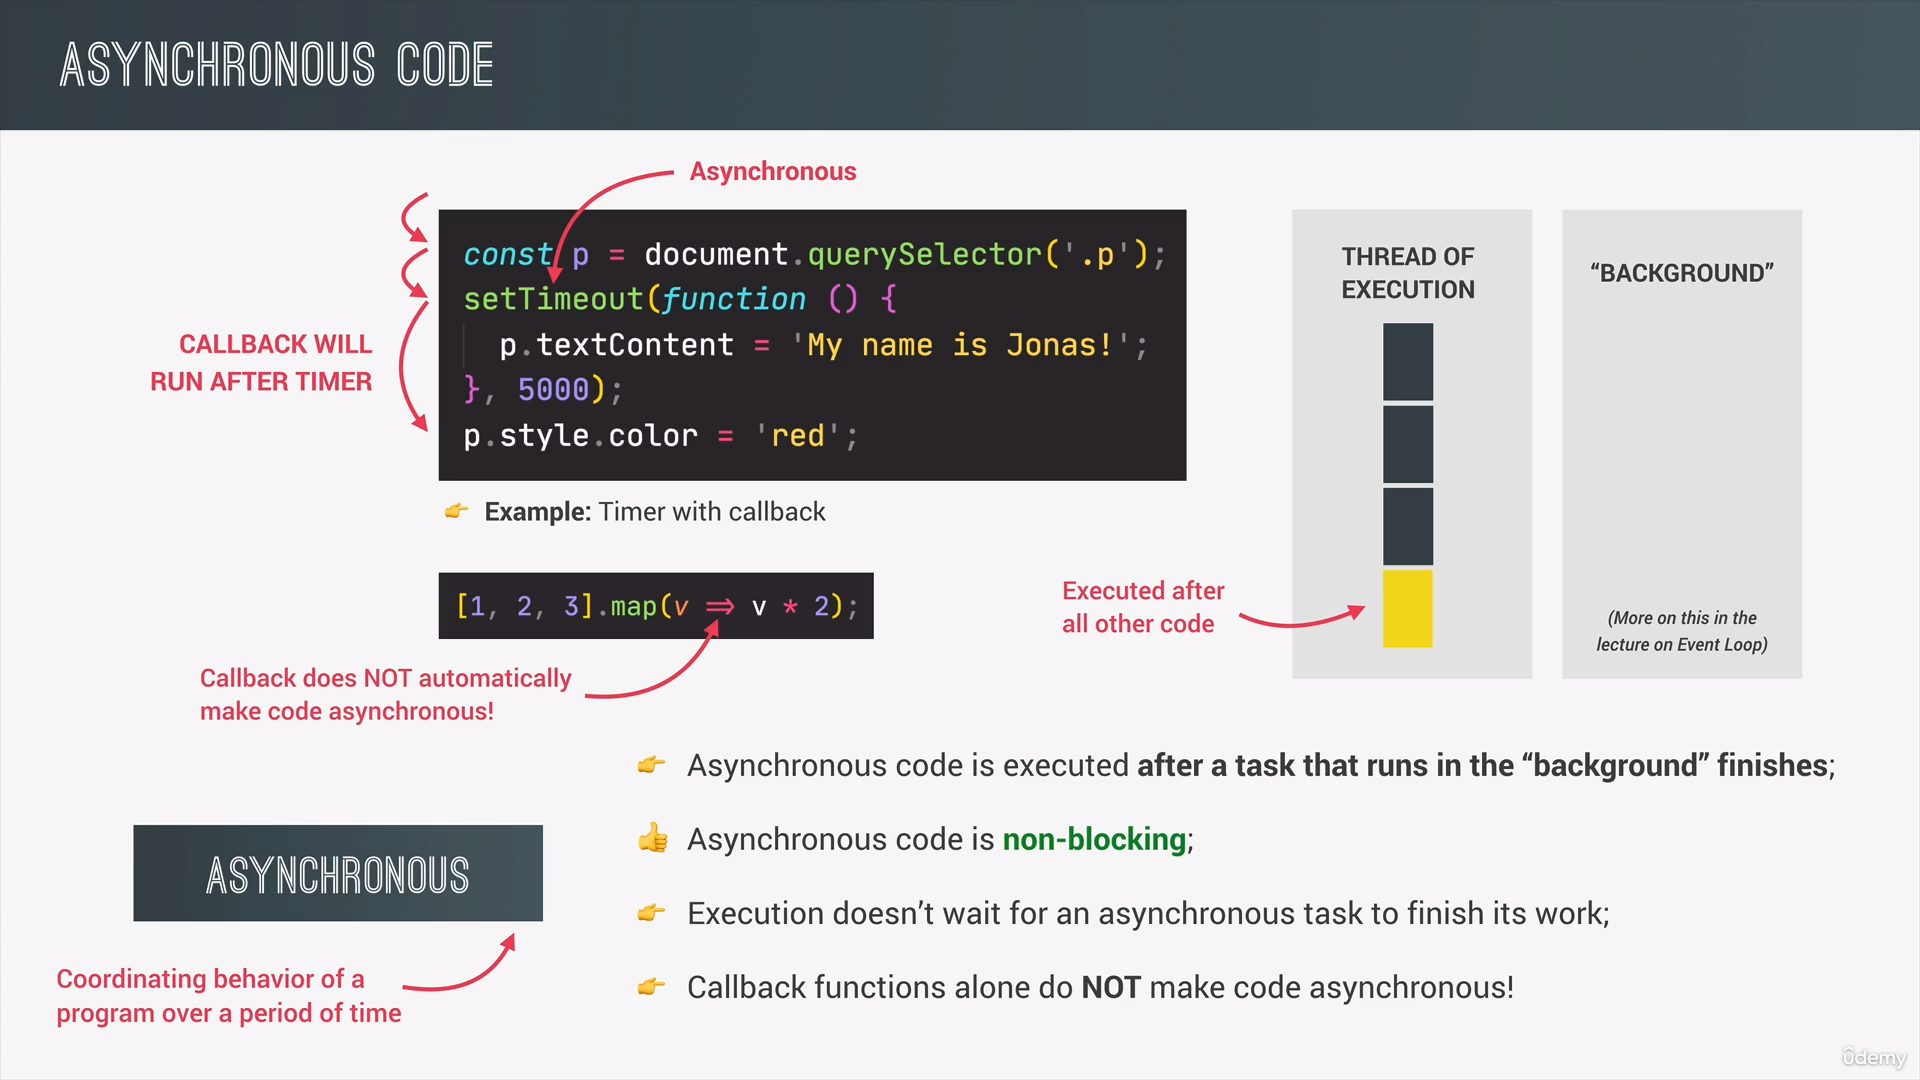 ASYNCHRONOUS CODE
Asynchronous
const p = document.querySelector('.p');
setTimeout(function () {
p.textContent = 'My name is Jonas!';
}, 5000);
p.style.color = 'red';
CALLBACK WILL
RUN AFTER TIMER
Example: Timer with callback
[1, 2, 3].map(v => v * 2);
Callback does NOT automatically
make code asynchronous!
THREAD OF
EXECUTION
“BACKGROUND”
Executed after
all other code
(More on this in the
lecture on Event Loop)
Asynchronous code is executed after a task that runs in the “background” finishes;
Asynchronous code is non-blocking;
Execution doesn’t wait for an asynchronous task to finish its work;
Callback functions alone do NOT make code asynchronous!
ASYNCHRONOUS
Coordinating behavior of a
program over a period of time
ûdemy